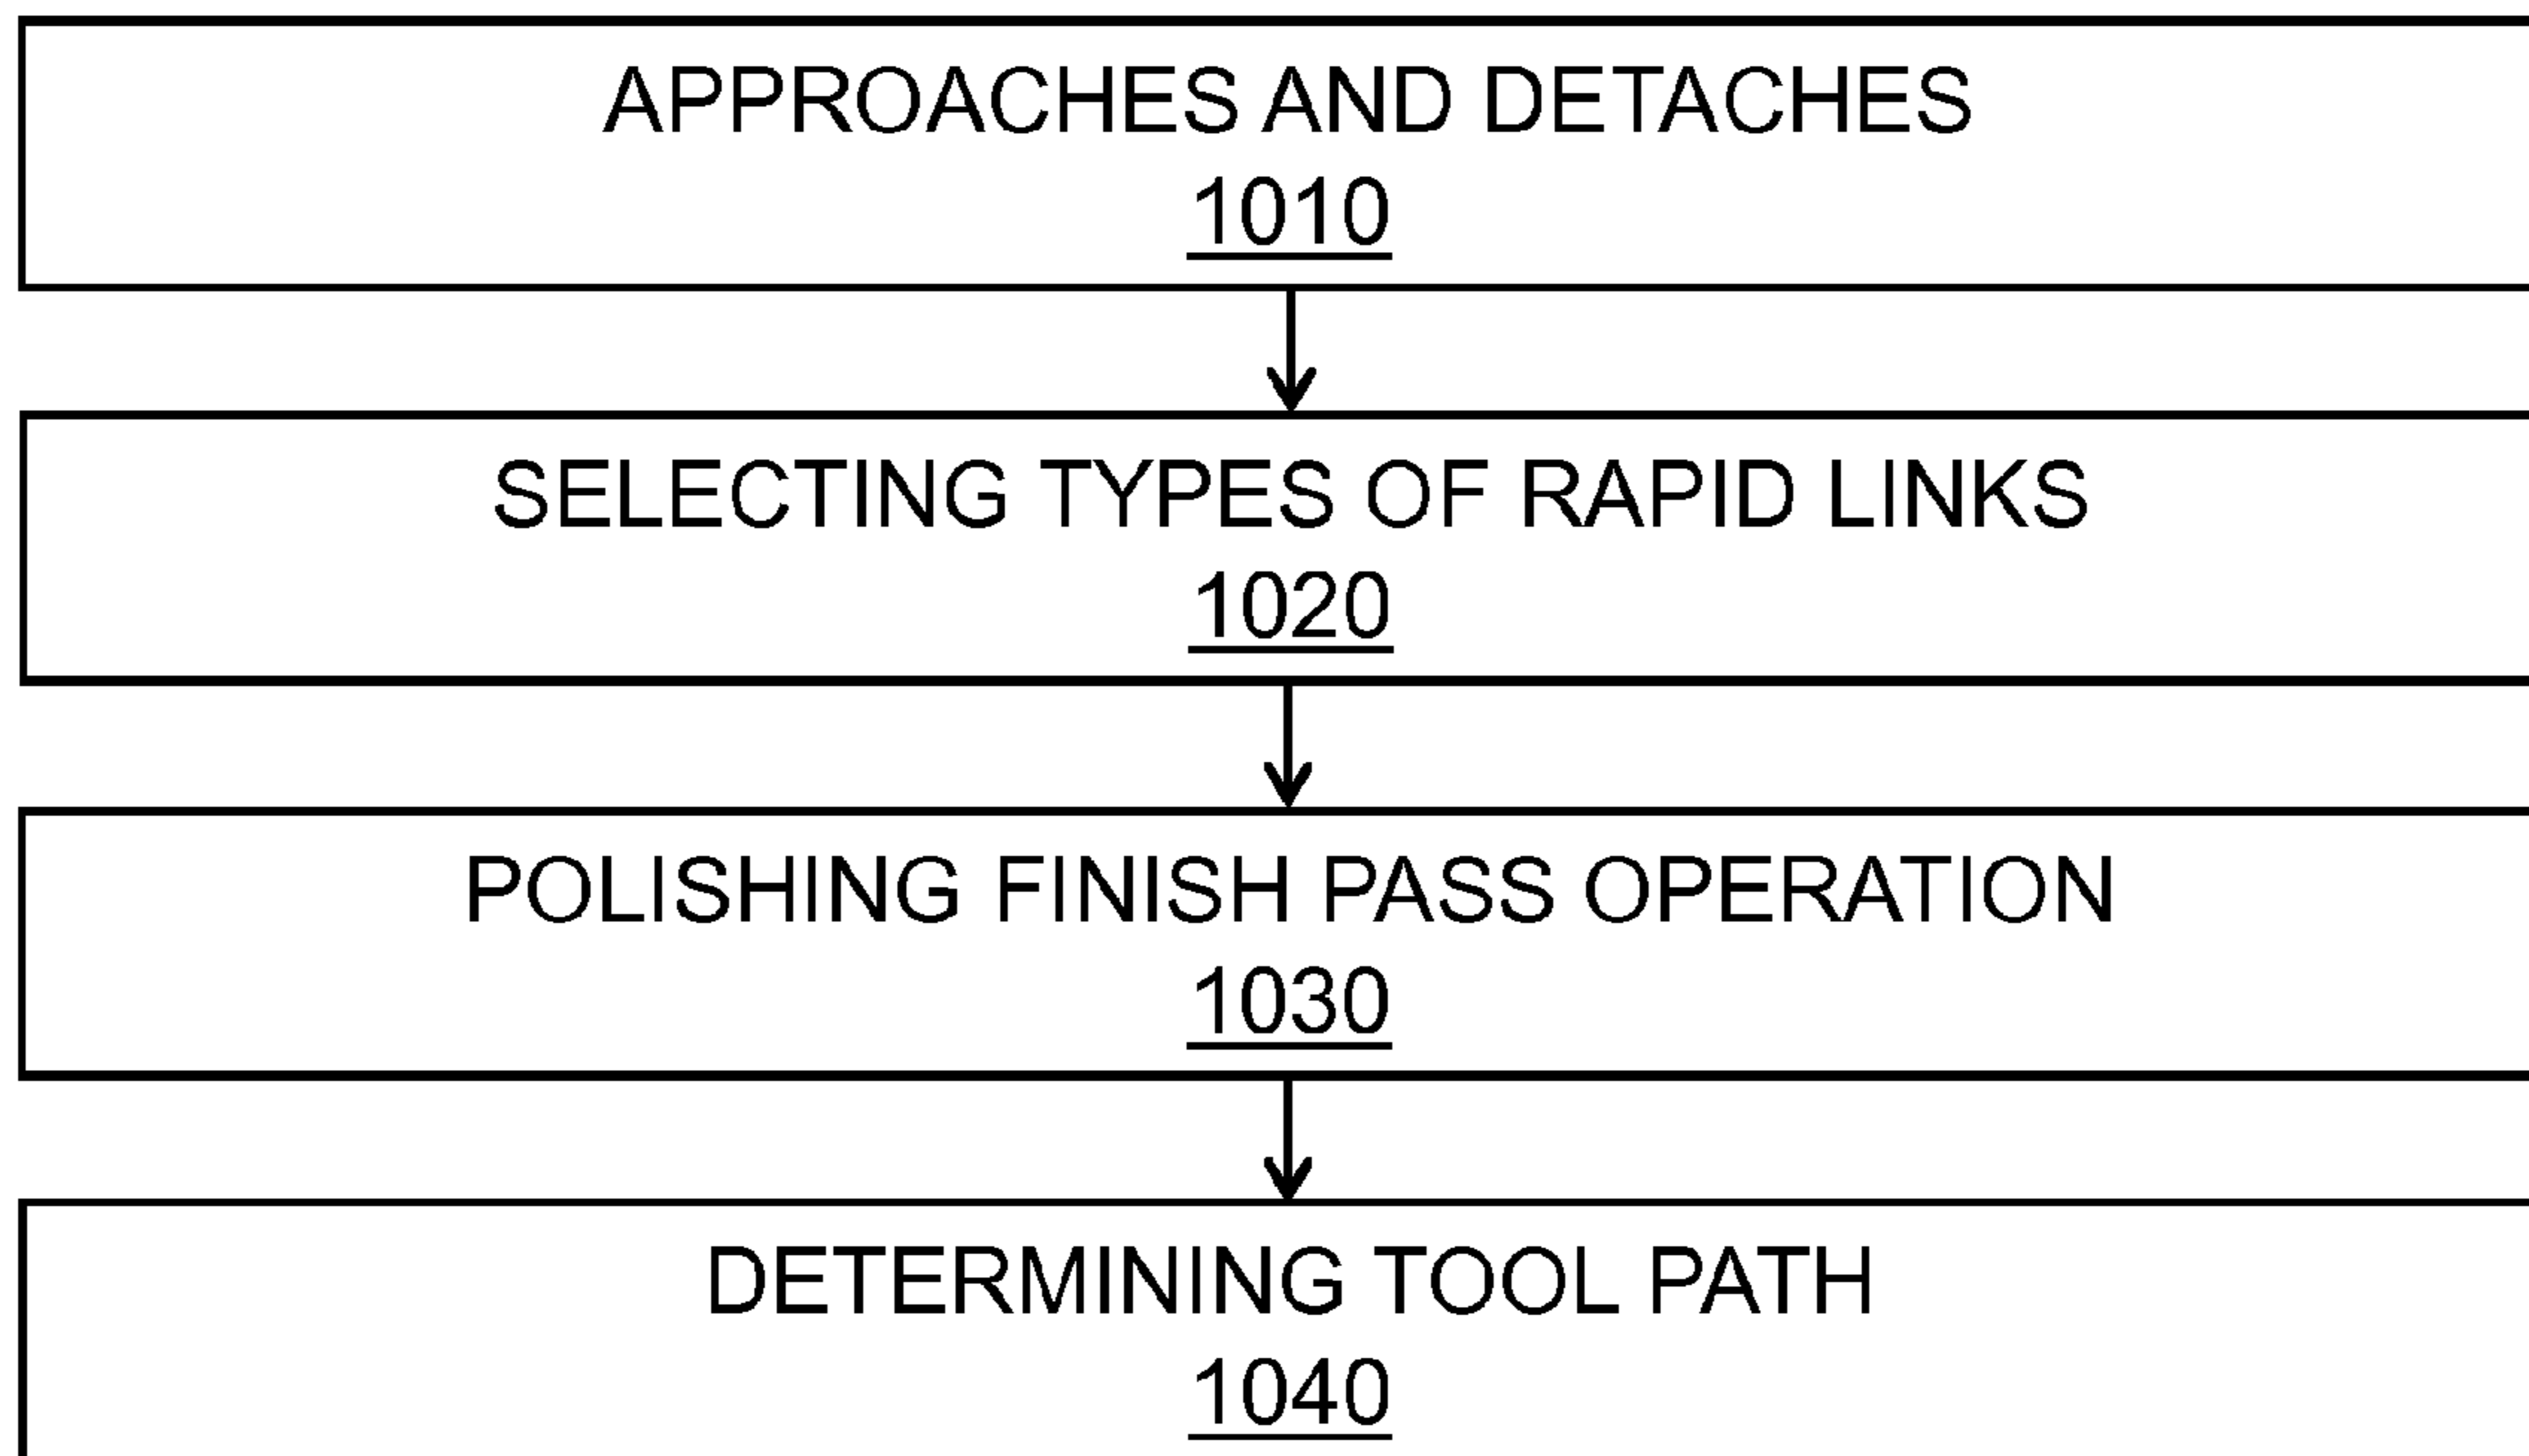 APPROACHES AND DETACHES
1010
SELECTING TYPES OF RAPID LINKS
1020
POLISHING FINISH PASS OPERATION
1030
DETERMINING TOOL PATH
1040